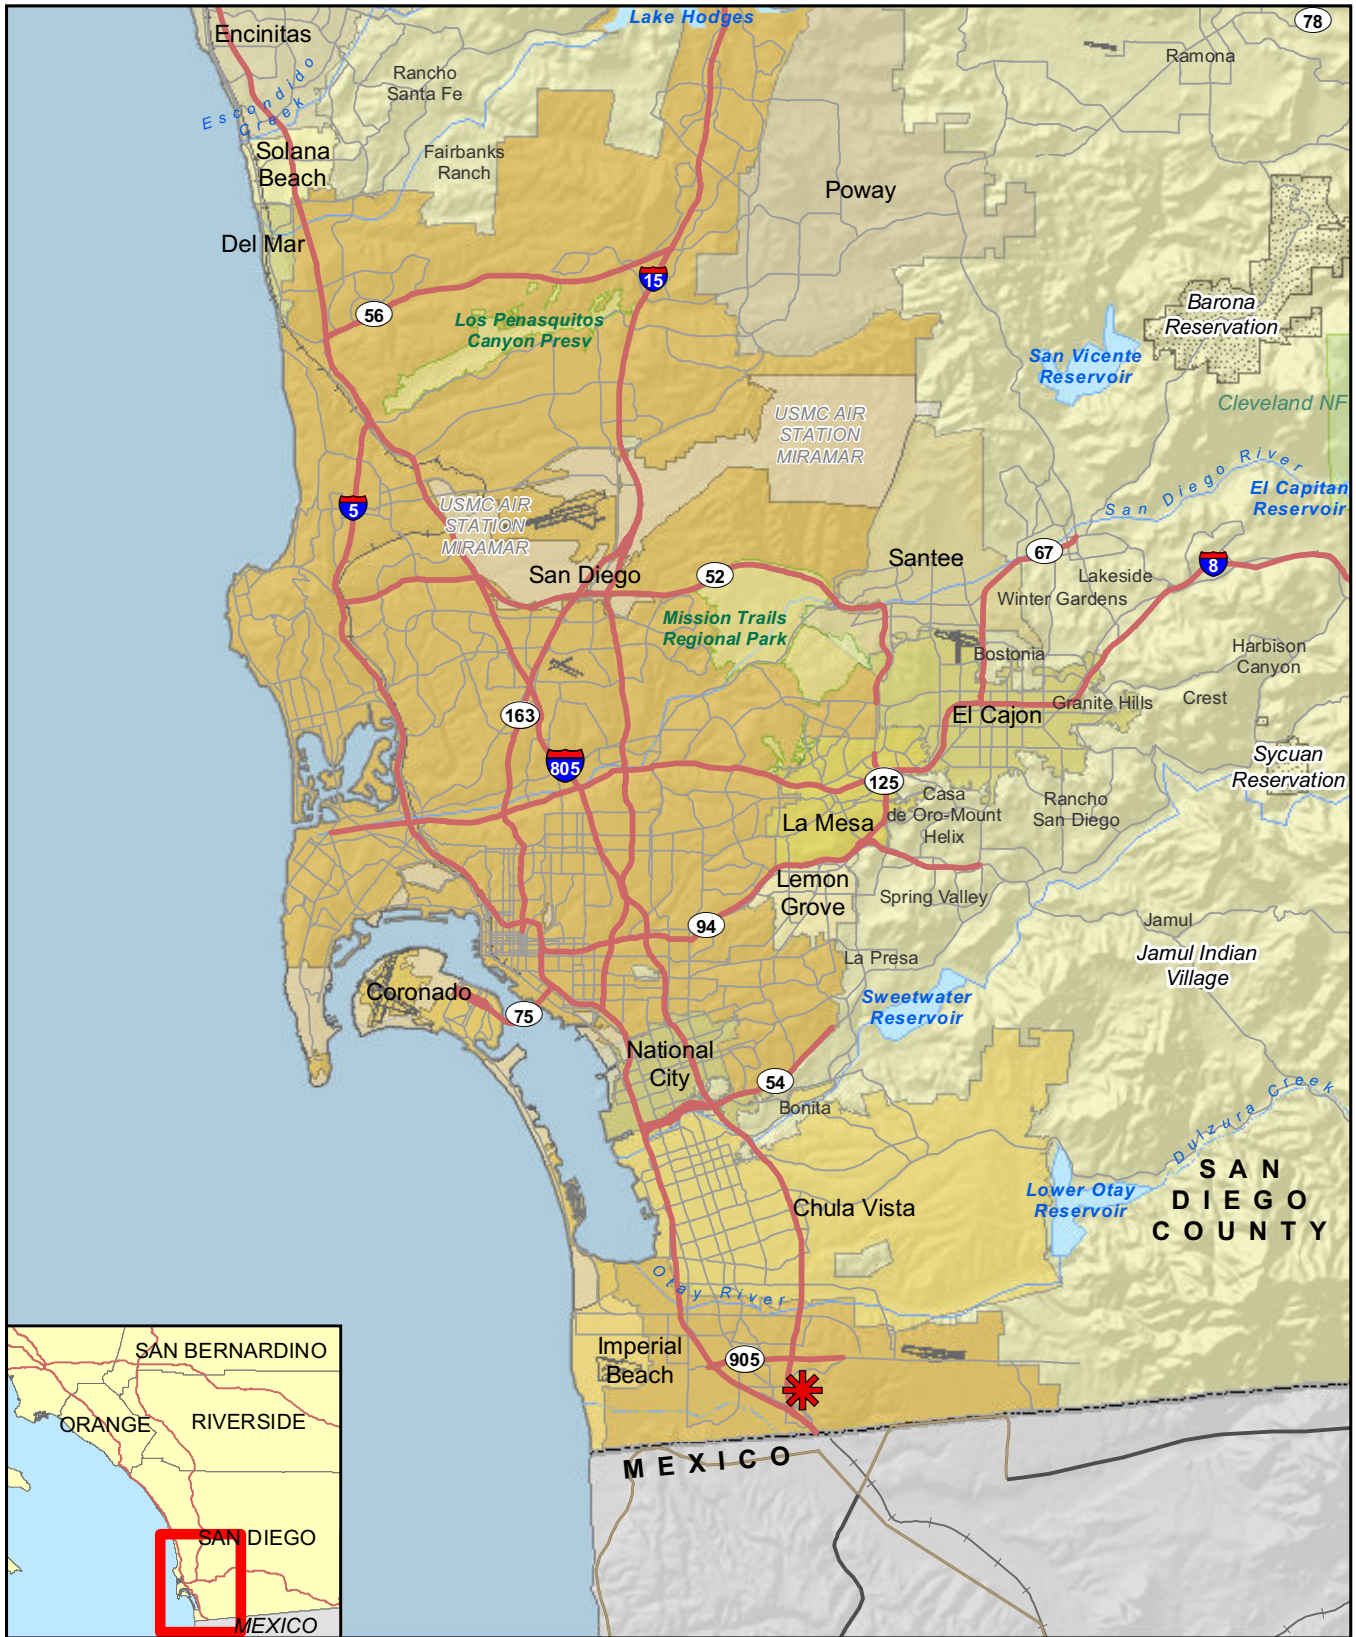 Lake Hodges
78
Encinitas
Ramona
Rancho
Santa Fe
Escondido
Creek
Solana
Beach
Fairbanks
Ranch
Poway
Del Mar
15
56
Barona
Reservation
Los Penasquitos
Canyon Presv
San Vicente
Reservoir
Cleveland NF
USMC AIR
STATION
MIRAMAR
San Diego River
El Capitan
Reservoir
5
USMC AIR
STATION
MIRAMAR
Santee
67
8
San Diego
52
Lakeside
Winter Gardens
Mission Trails
Regional Park
Bostonia
Harbison
Canyon
163
El Cajon
Granite Hills
Crest
805
125
Sycuan
Reservation
La Mesa
Casa
de Oro-Mount
Helix
Rancho
San Diego
Lemon
Grove
Spring Valley
94
Jamul
La Presa
Jamul Indian
Village
Coronado
75
Sweetwater
Reservoir
National
City
54
Bonita
Dulzura Creek
Chula Vista
Lower Otay
Reservoir
SAN
DIEGO
COUNTY
Otay River
Imperial
Beach
905
MEXICO
SAN BERNARDINO
ORANGE
RIVERSIDE
SAN DIEGO
MEXICO